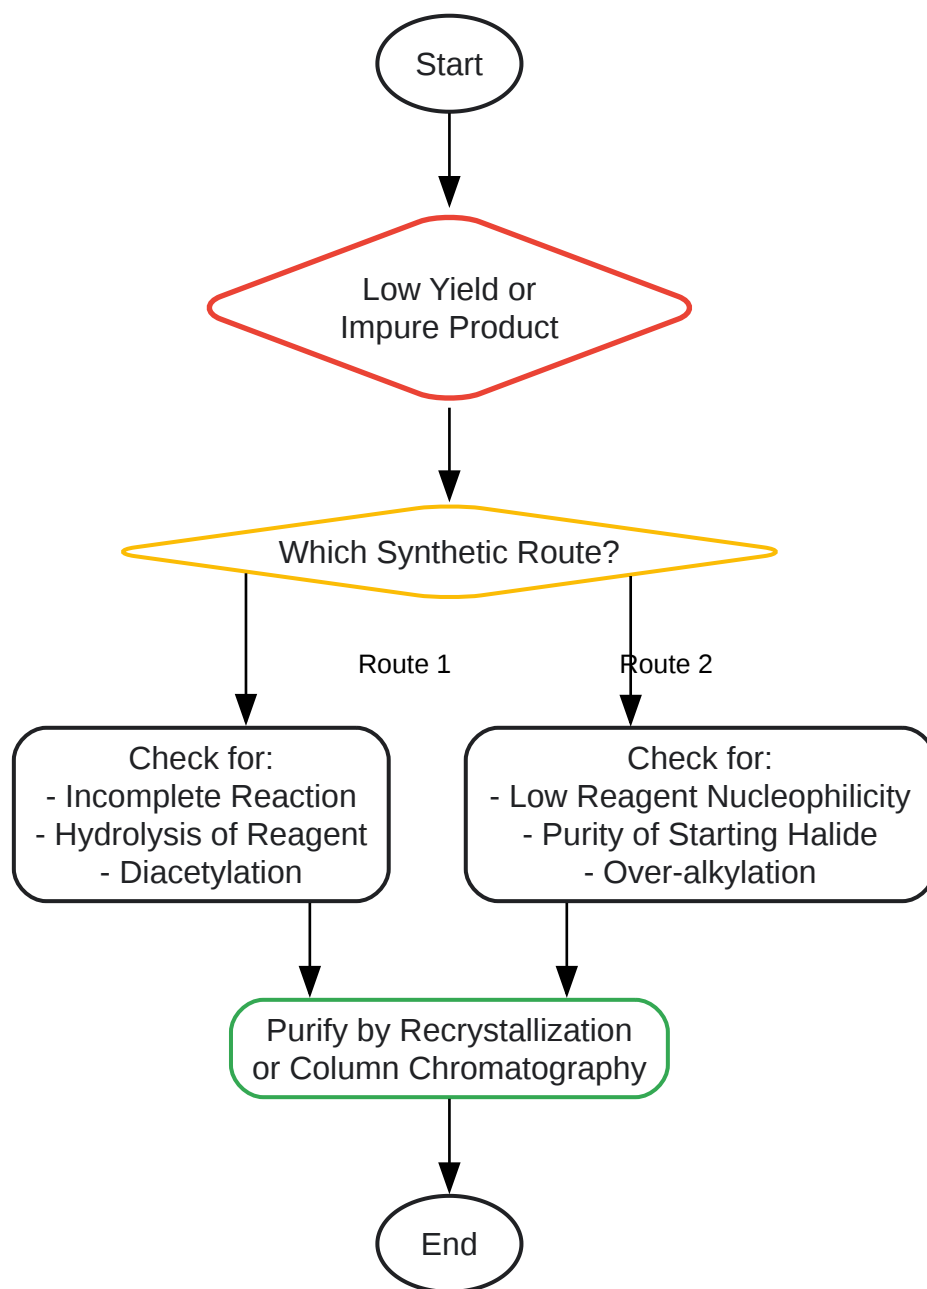 Start
Low Yield or
Impure Product
Which Synthetic Route?
Route 1
Route 2
Check for:
- Incomplete Reaction
- Hydrolysis of Reagent
- Diacetylation
Check for:
- Low Reagent Nucleophilicity
- Purity of Starting Halide
- Over-alkylation
Purify by Recrystallization
or Column Chromatography
End